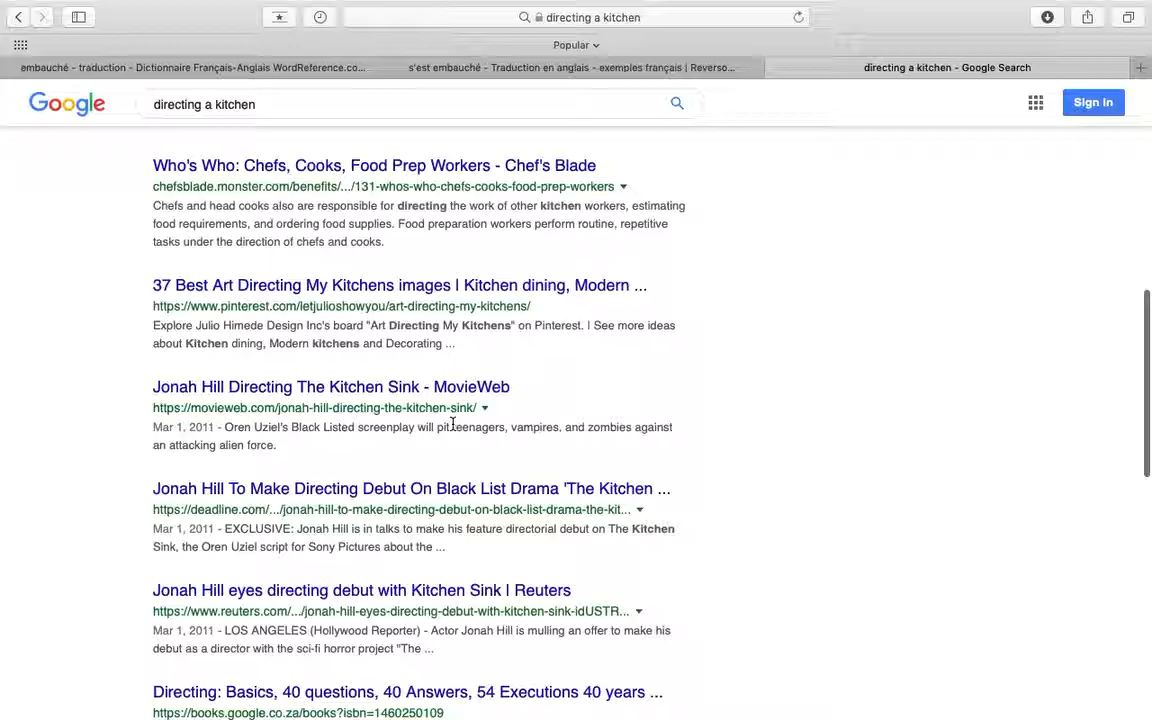 directing a kitchen
Popular
embauché - traduction - Dictionnaire Français-Anglais WordReference.co...
s'est embauché - Traduction en anglais - exemples français | Reverso...
directing a kitchen - Google Search
Google
directing a kitchen
Sign in
Who's Who: Chefs, Cooks, Food Prep Workers - Chef's Blade
chefsblade.monster.com/benefits/.../131-whos-who-chefs-cooks-food-prep-workers
Chefs and head cooks also are responsible for directing the work of other kitchen workers, estimating
food requirements, and ordering food supplies. Food preparation workers perform routine, repetitive
tasks under the direction of chefs and cooks.
37 Best Art Directing My Kitchens images | Kitchen dining, Modern ...
https://www.pinterest.com/letjulioshowyou/art-directing-my-kitchens/
Explore Julio Himede Design Inc's board "Art Directing My Kitchens" on Pinterest. | See more ideas
about Kitchen dining, Modern kitchens and Decorating ...
Jonah Hill Directing The Kitchen Sink - MovieWeb
https://movieweb.com/jonah-hill-directing-the-kitchen-sink/
Mar 1, 2011 - Oren Uziel's Black Listed screenplay will pit teenagers, vampires, and zombies against
an attacking alien force.
Jonah Hill To Make Directing Debut On Black List Drama 'The Kitchen ...
https://deadline.com/.../jonah-hill-to-make-directing-debut-on-black-list-drama-the-kit...
Mar 1, 2011 - EXCLUSIVE: Jonah Hill is in talks to make his feature directorial debut on The Kitchen
Sink, the Oren Uziel script for Sony Pictures about the ...
Jonah Hill eyes directing debut with Kitchen Sink | Reuters
https://www.reuters.com/.../jonah-hill-eyes-directing-debut-with-kitchen-sink-idUSTR...
Mar 1, 2011 - LOS ANGELES (Hollywood Reporter) - Actor Jonah Hill is mulling an offer to make his
debut as a director with the sci-fi horror project "The ...
Directing: Basics, 40 questions, 40 Answers, 54 Executions 40 years ...
https://books.google.co.za/books?isbn=1460250109